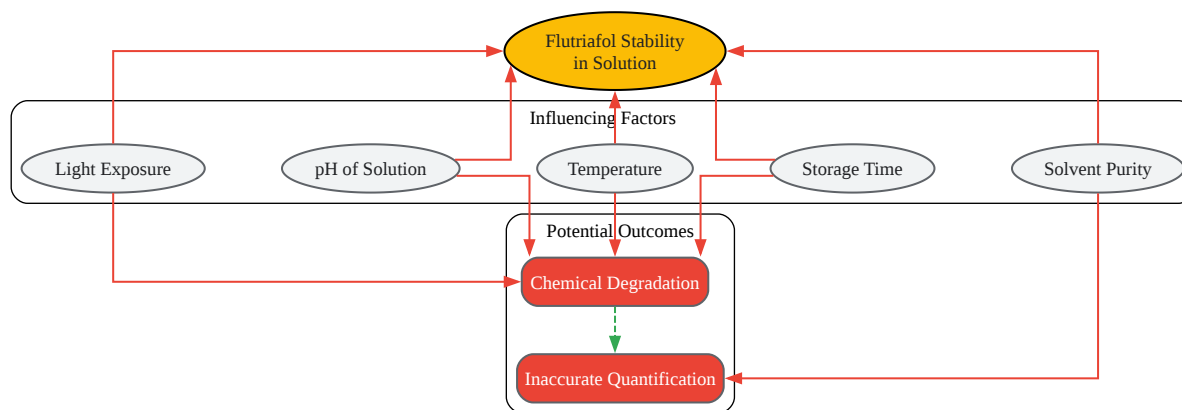 Flutriafol Stability
in Solution
Influencing Factors
Light Exposure
pH of Solution
Temperature
Storage Time
Solvent Purity
Potential Outcomes
Chemical Degradation
Inaccurate Quantification